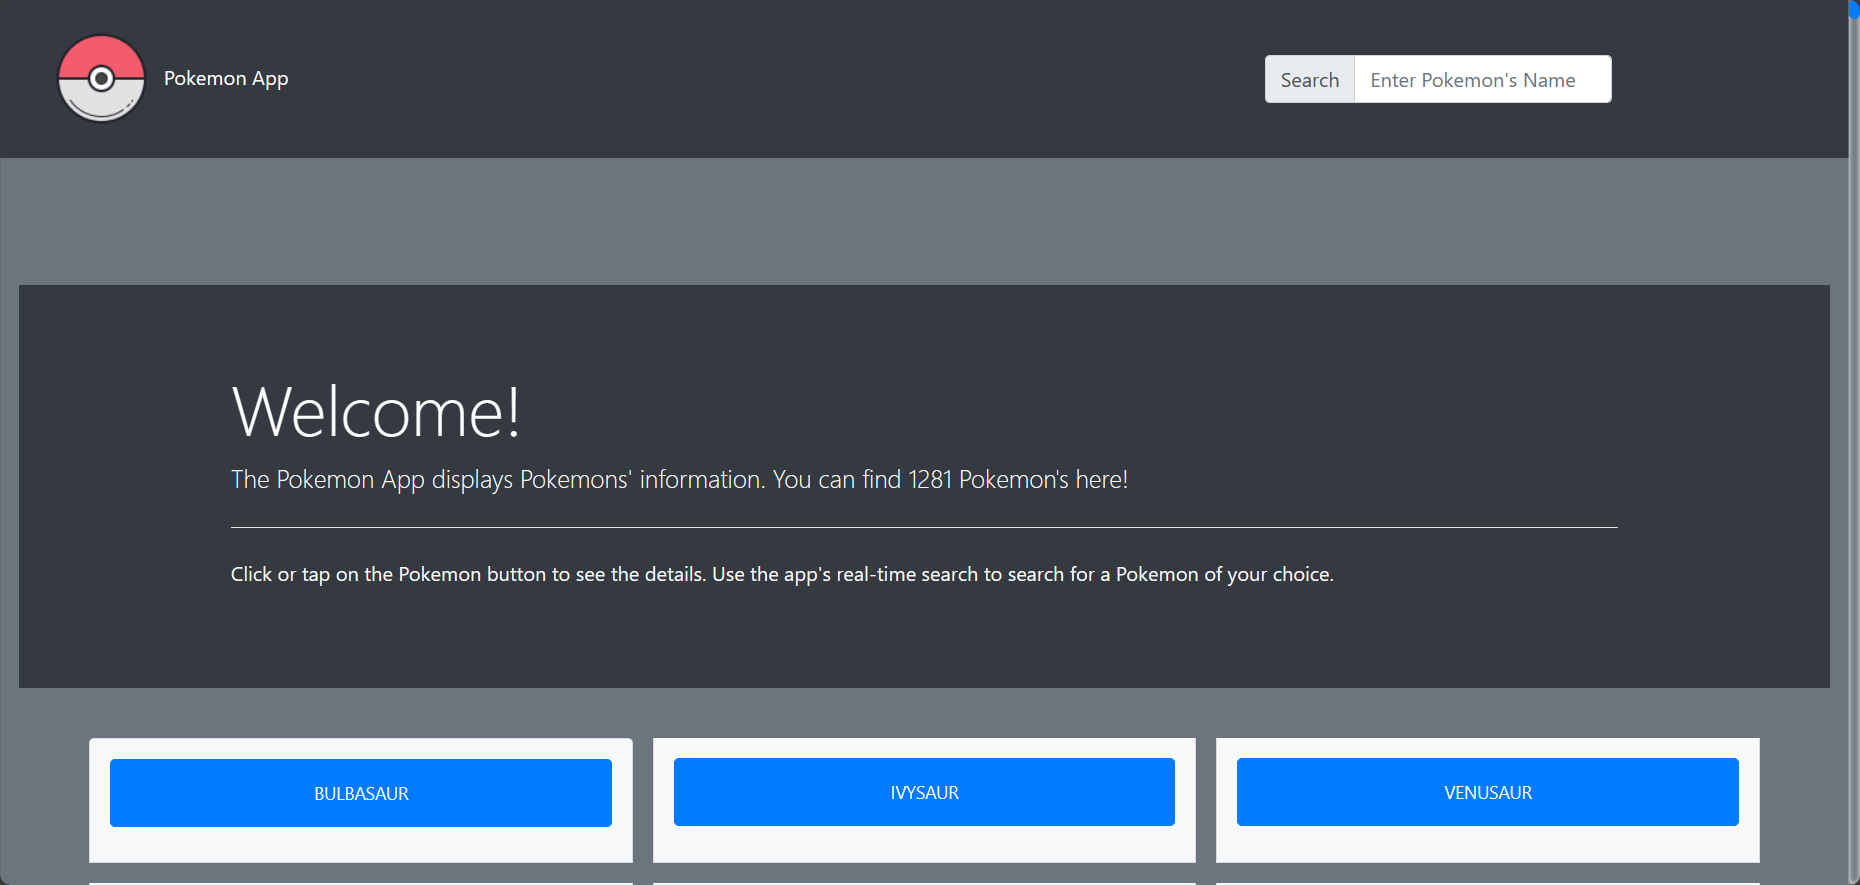 Pokemon App
Search
Enter Pokemon's Name
Welcome!
The Pokemon App displays Pokemons' information. You can find 1281 Pokemon's here!
Click or tap on the Pokemon button to see the details. Use the app's real-time search to search for a Pokemon of your choice.
BULBASAUR
IVYSAUR
VENUSAUR